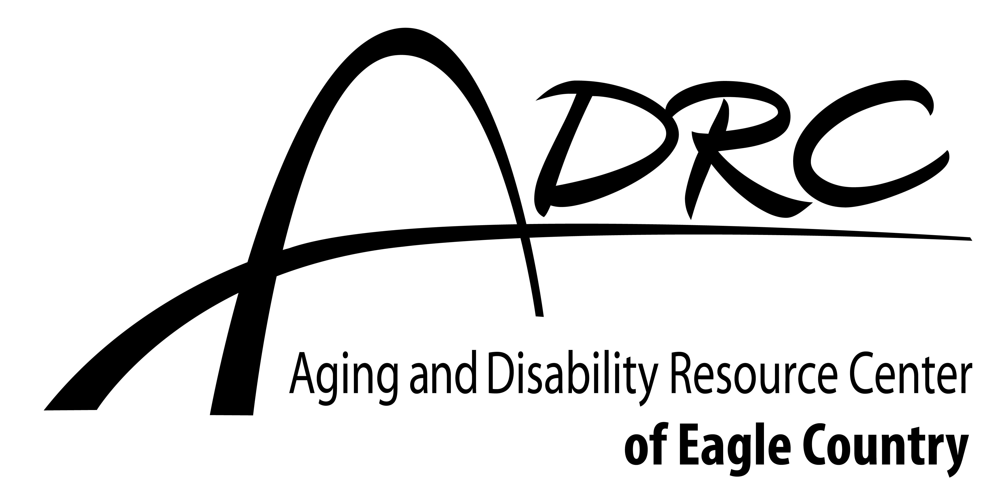 ADRC
Aging and Disability Resource Center
of Eagle Country